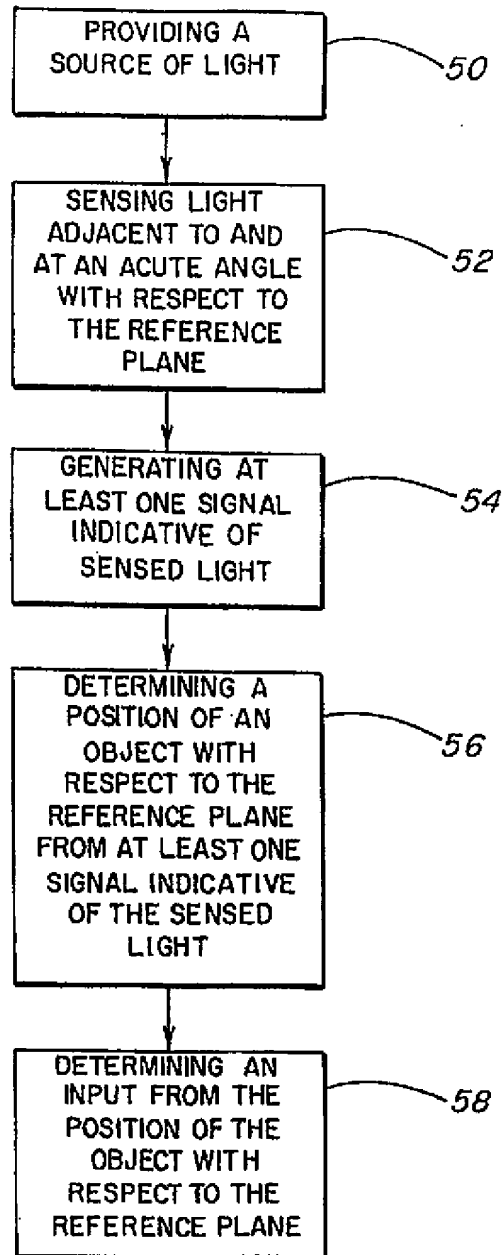 PROVIDING A
SOURCE OF LIGHT
50
SENSING LIGHT
ADJACENT TO AND
AT AN ACUTE ANGLE
WITH RESPECT TO
THE REFERENCE
PLANE
52
GENERATING AT
LEAST ONE SIGNAL
INDICATIVE OF
SENSED LIGHT
54
DETERMINING A
POSITION OF AN
OBJECT WITH
RESPECT TO THE
REFERENCE PLANE
FROM AT LEAST ONE
SIGNAL INDICATIVE
OF THE SENSED
LIGHT
56
DETERMINING AN
INPUT FROM THE
POSITION OF THE
OBJECT WITH
RESPECT TO THE
REFERENCE PLANE
58